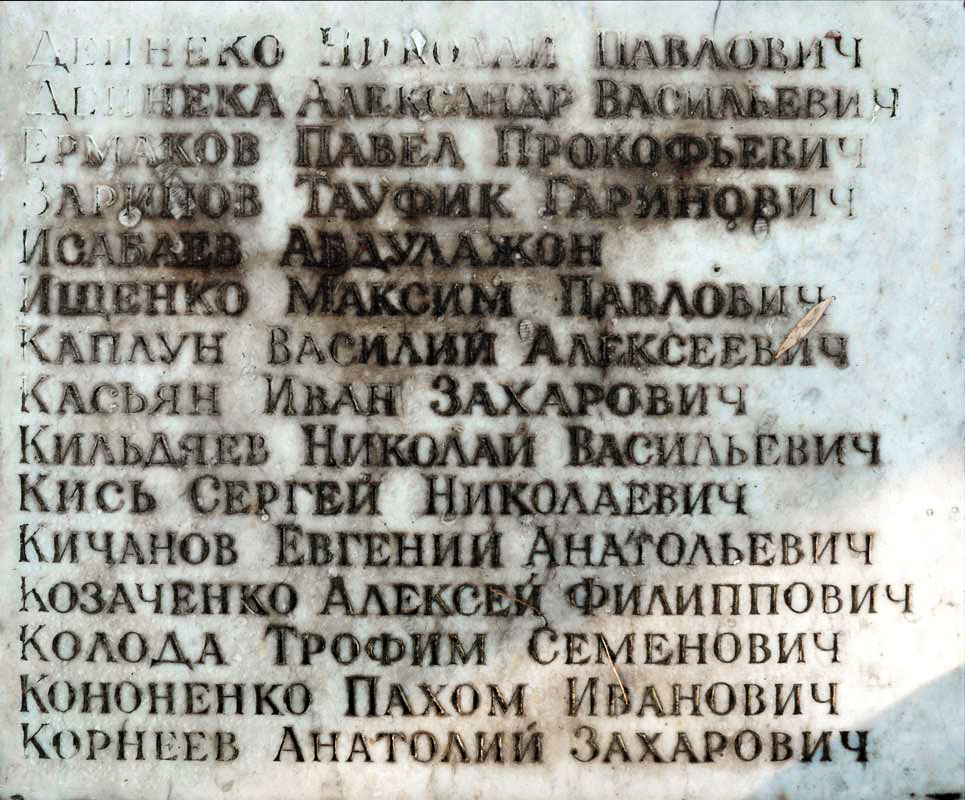 ДЕЙНЕКО НИКОЛАЙ ПАВЛОВИЧ
ДЕЙНЕКА АЛЕКСАНДР ВАСИЛЬЕВИЧ
ЕРМАКОВ ПАВЕЛ ПРОКОФЬЕВИЧ
ЗАРИПОВ ТАУФИК ГАРИНОВИЧ
ИСАБАЕВ АБДУЛАЖОН
ИЩЕНКО МАКСИМ ПАВЛОВИЧ
КАПЛУН ВАСИЛИЙ АЛЕКСЕЕВИЧ
КАСЬЯН ИВАН ЗАХАРОВИЧ
КИЛЬДЯЕВ НИКОЛАЙ ВАСИЛЬЕВИЧ
КИСЬ СЕРГЕЙ НИКОЛАЕВИЧ
КИЧАНОВ ЕВГЕНИЙ АНАТОЛЬЕВИЧ
КОЗАЧЕНКО АЛЕКСЕЙ ФИЛИППОВИЧ
КОЛОДА ТРОФИМ СЕМЕНОВИЧ
КОНОНЕНКО ПАХОМ ИВАНОВИЧ
КОРНЕЕВ АНАТОЛИЙ ЗАХАРОВИЧ